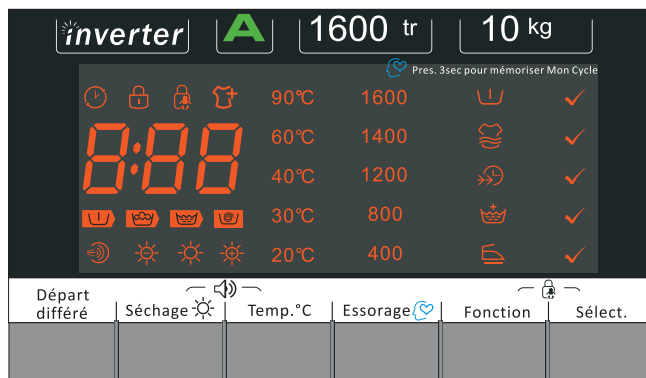 inverter A 1600 tr 10 kg
Pres. 3sec pour mémoriser Mon Cycle
90°C 1600
8:88 60°C 1400
40°C 1200
30°C 800
20°C 400
Départ
différé Séchage Temp.°C Essorage Fonction Sélect.